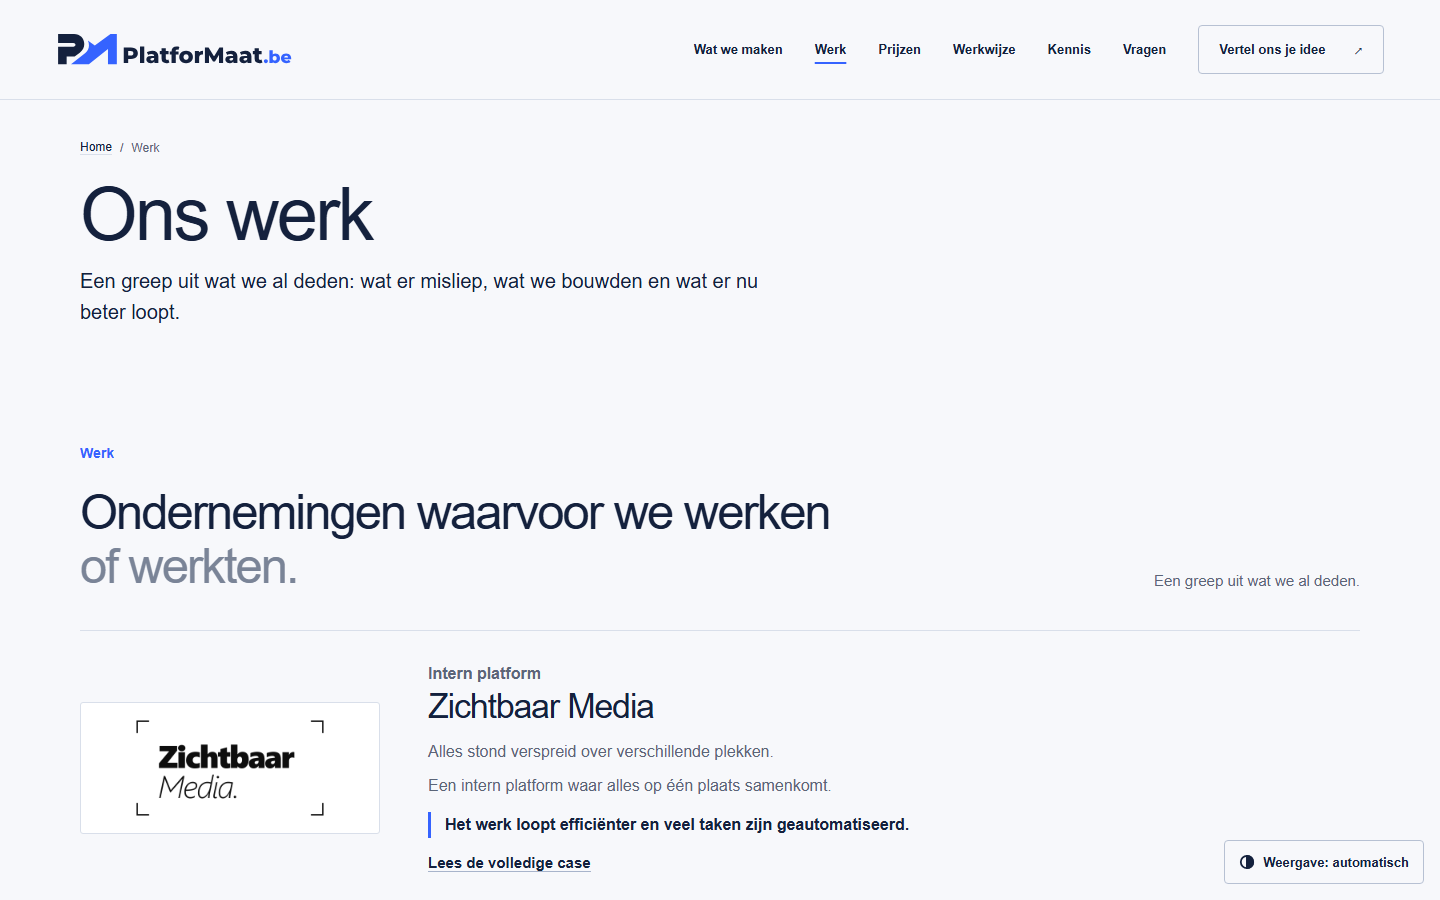 PM PlatforMaat.be
Wat we maken
Werk
Prijzen
Werkwijze
Kennis
Vragen
Vertel ons je idee ↗
Home / Werk
Ons werk
Een greep uit wat we al deden: wat er misliep, wat we bouwden en wat er nu
beter loopt.
Werk
Ondernemingen waarvoor we werken
of werkten.
Een greep uit wat we al deden.
Zichtbaar
Media.
Intern platform
Zichtbaar Media
Alles stond verspreid over verschillende plekken.
Een intern platform waar alles op één plaats samenkomt.
Het werk loopt efficiënter en veel taken zijn geautomatiseerd.
Lees de volledige case
Weergave: automatisch